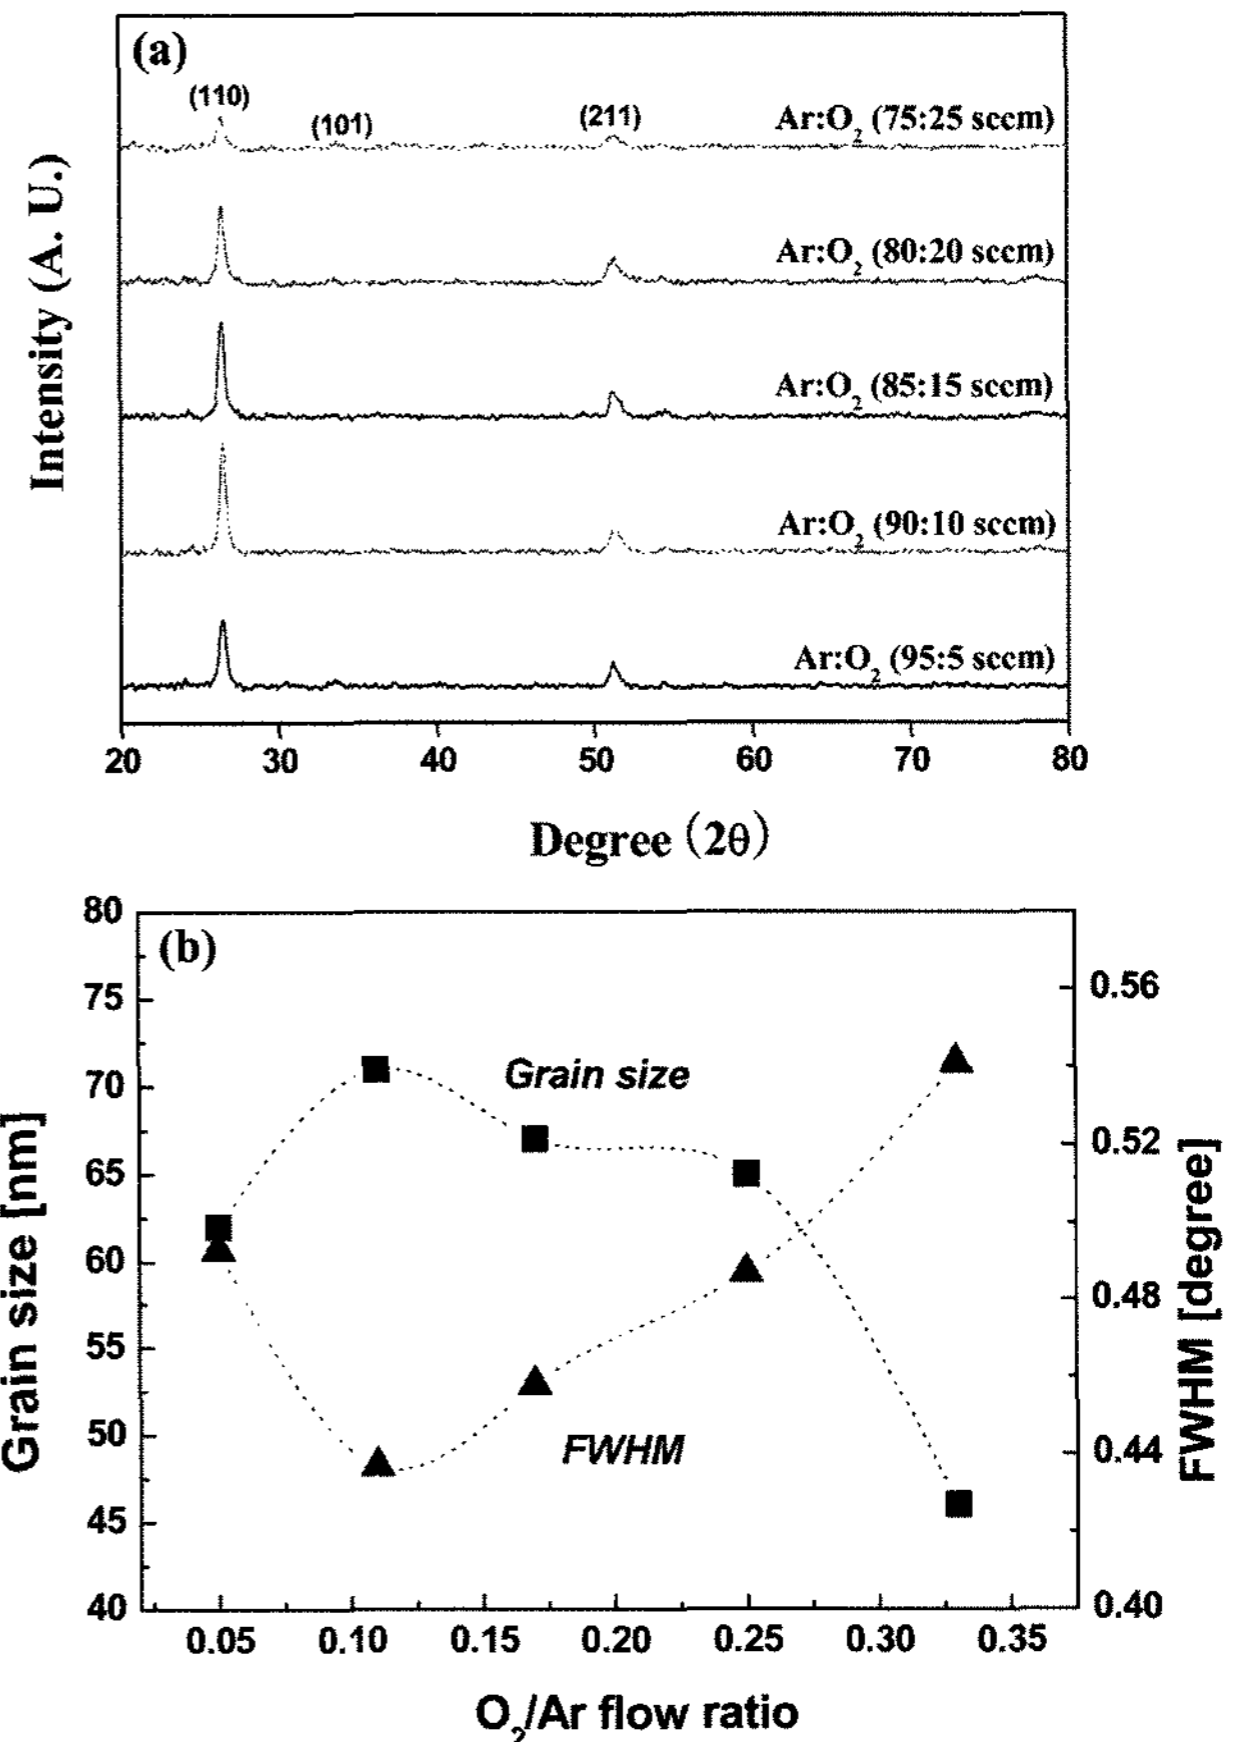 (a)
(110)
(101)
(211)
Ar:O₂ (75:25 sccm)
Ar:O₂ (80:20 sccm)
Ar:O₂ (85:15 sccm)
Ar:O₂ (90:10 sccm)
Ar:O₂ (95:5 sccm)
Intensity (A. U.)
20 30 40 50 60 70 80
Degree (2θ)
(b)
80
75
70
65
60
55
50
45
40
Grain size [nm]
Grain size
FWHM
0.56
0.52
0.48
0.44
0.40
FWHM [degree]
0.05 0.10 0.15 0.20 0.25 0.30 0.35
O₂/Ar flow ratio